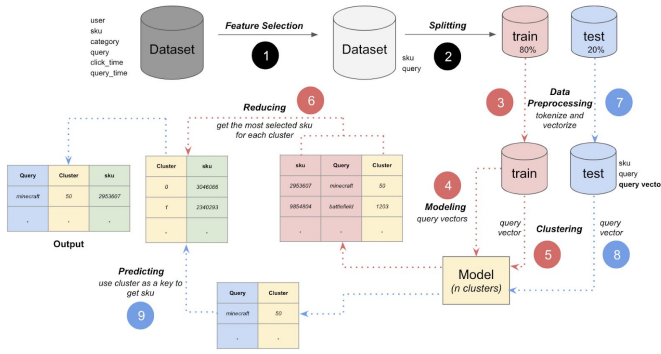 user
sku
category
query
click_time
query_time
Dataset
Feature Selection
1
Dataset
sku
query
Splitting
2
train
80%
test
20%
3
Data
Preprocessing
tokenize and
vectorize
7
Reducing
6
get the most selected sku
for each cluster
Query
Cluster
sku
minecraft
50
2953607
.
.
.
Output
Cluster
sku
0
3046066
1
2340293
.
.
sku
Query
Cluster
2953607
minecraft
50
9854804
battlefield
1203
.
.
.
4
Modeling
query vectors
train
test
sku
query
query vecto
query
vector
Clustering
5
query
vector
8
Model
(n clusters)
Predicting
use cluster as a key to
get sku
9
Query
Cluster
minecraft
50
.
.